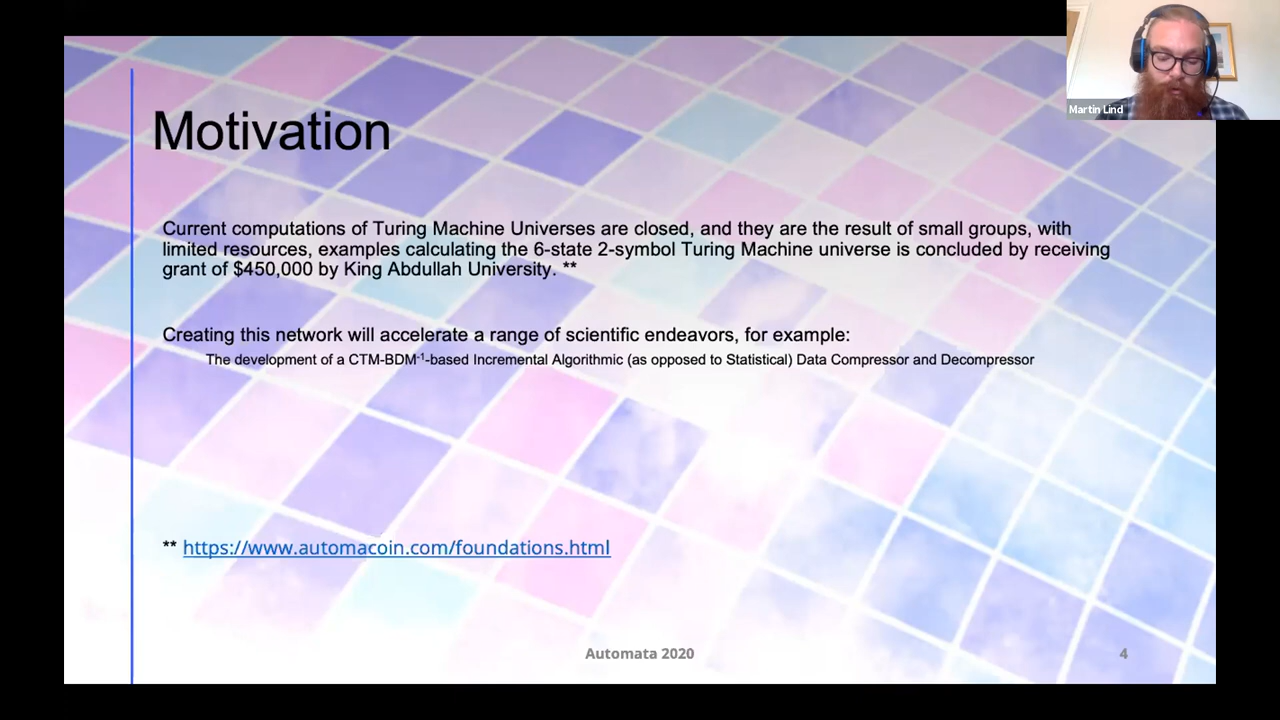 Martin Lind
Motivation
Current computations of Turing Machine Universes are closed, and they are the result of small groups, with
limited resources, examples calculating the 6-state 2-symbol Turing Machine universe is concluded by receiving
grant of $450,000 by King Abdullah University. **
Creating this network will accelerate a range of scientific endeavors, for example:
The development of a CTM-BDM⁻¹-based Incremental Algorithmic (as opposed to Statistical) Data Compressor and Decompressor
** https://www.automacoin.com/foundations.html
Automata 2020
4